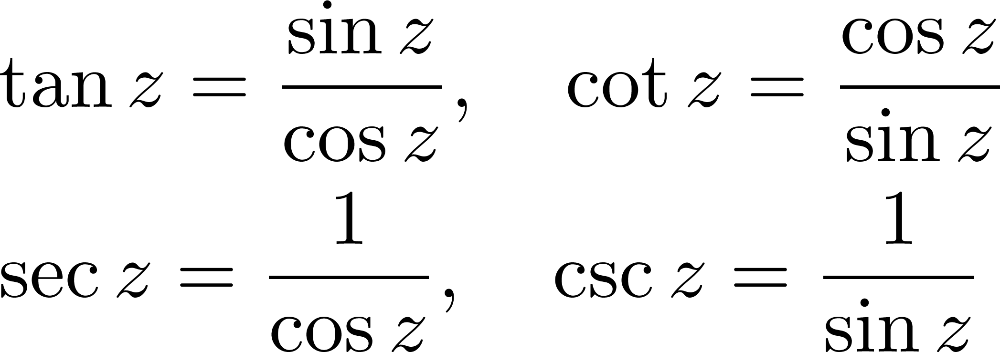 tan z = sin z / cos z, cot z = cos z / sin z
sec z = 1 / cos z, csc z = 1 / sin z